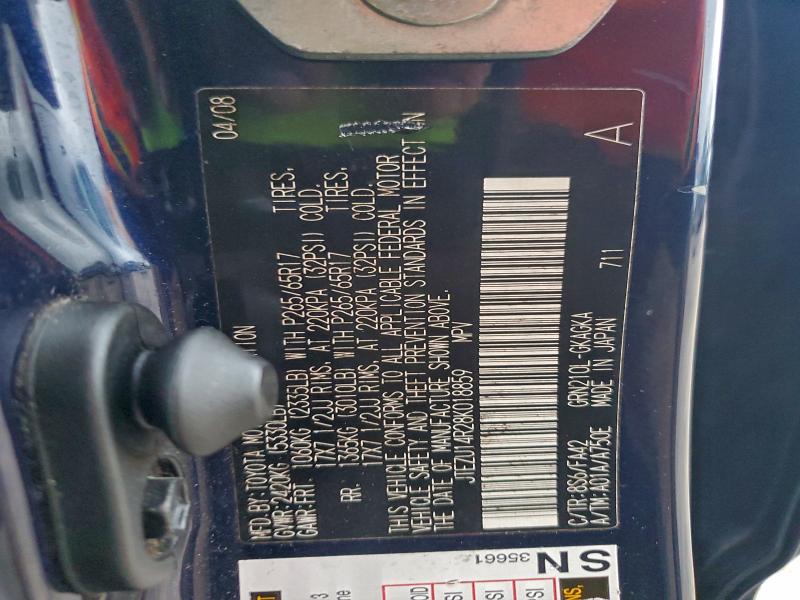 04/08
MFD. BY: TOYOTA MO TION
GVWR: 2420KG (5330LB)
GAWR: FRT 1060KG (2335LB) WITH P265/65R17 TIRES,
17X7 1/2JJ RIMS, AT 220KPA (32PSI) COLD.
RR. 1365KG (3010LB) WITH P265/65R17 TIRES,
17X7 1/2JJ RIMS, AT 220KPA (32PSI) COLD.
THIS VEHICLE CONFORMS TO ALL APPLICABLE FEDERAL MOTOR
VEHICLE SAFETY AND THEFT PREVENTION STANDARDS IN EFFECT ON
THE DATE OF MANUFACTURE SHOWN ABOVE.
JTEZU14R28K018859 MPV
C/TR: 8S6/FA42 GRN210L-GKAGKA 711
A/TM: A01A/A750E MADE IN JAPAN
A
35661
SN